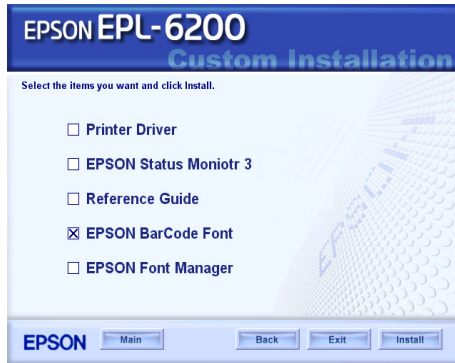 EPSON EPL-6200
Custom Installation
Select the items you want and click Install.
Printer Driver
EPSON Status Moniotr 3
Reference Guide
EPSON BarCode Font
EPSON Font Manager
EPSON
EPSON Main Back Exit Install